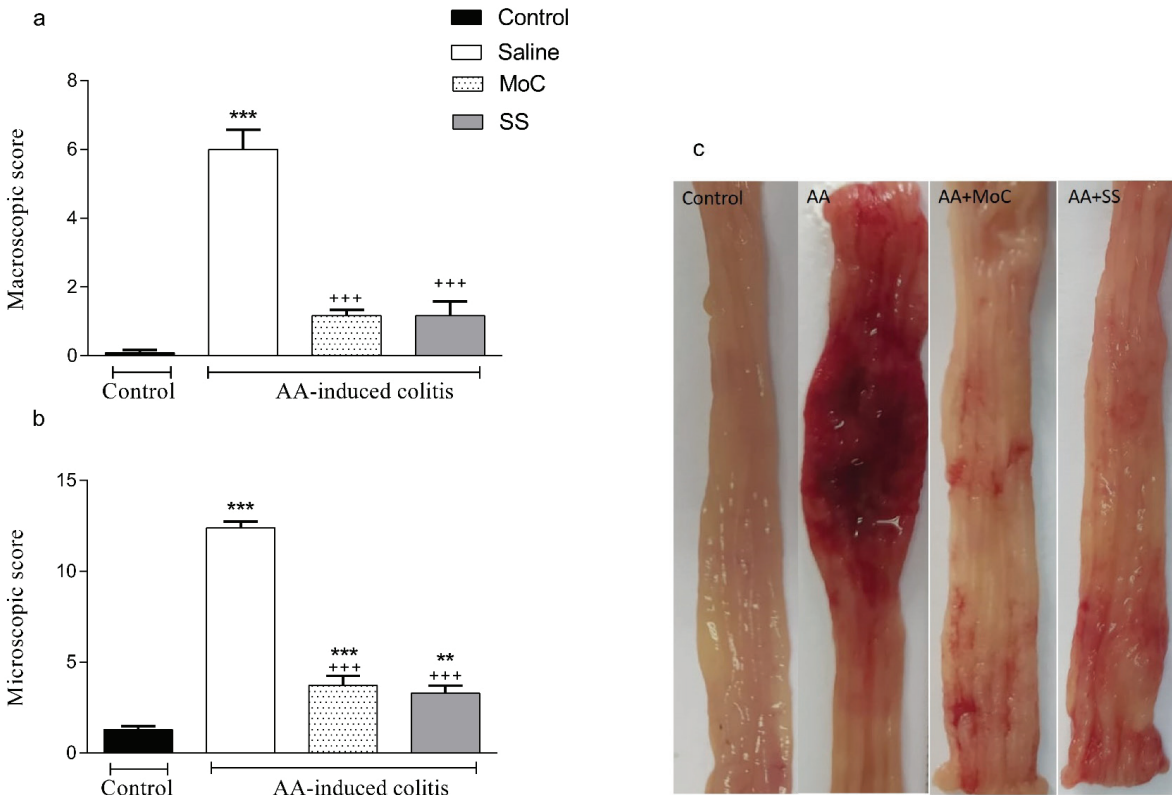 a
Control
Saline
MoC
SS
Macroscopic score
8
6
4
2
0
***
+++
+++
Control
AA-induced colitis
b
Microscopic score
15
10
5
0
***
***
+++
**
+++
Control
AA-induced colitis
c
Control
AA
AA+MoC
AA+SS